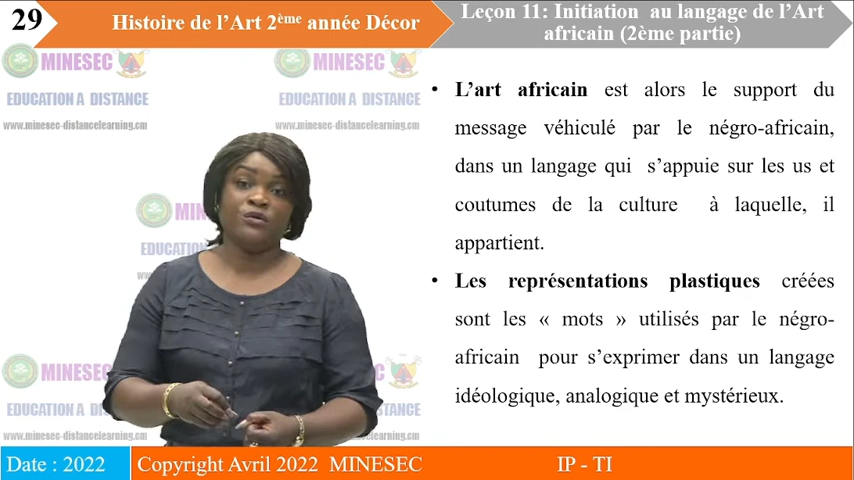 29
Histoire de l'Art 2ème année Décor
Leçon 11: Initiation au langage de l'Art
africain (2ème partie)
MINESEC
EDUCATION A DISTANCE
www.minesec-distancelearning.cm
MINESEC
EDUCATION A DISTANCE
www.minesec-distancelearning.cm
MIN
EDUCATION
MINESEC
EDUCATION A D
www.minesec-distancelearning.cm
C
STANCE
• L'art africain est alors le support du
message véhiculé par le négro-africain,
dans un langage qui s'appuie sur les us et
coutumes de la culture à laquelle, il
appartient.
• Les représentations plastiques créées
sont les « mots » utilisés par le négro-
africain pour s'exprimer dans un langage
idéologique, analogique et mystérieux.
Date : 2022
Copyright Avril 2022 MINESEC
IP - TI